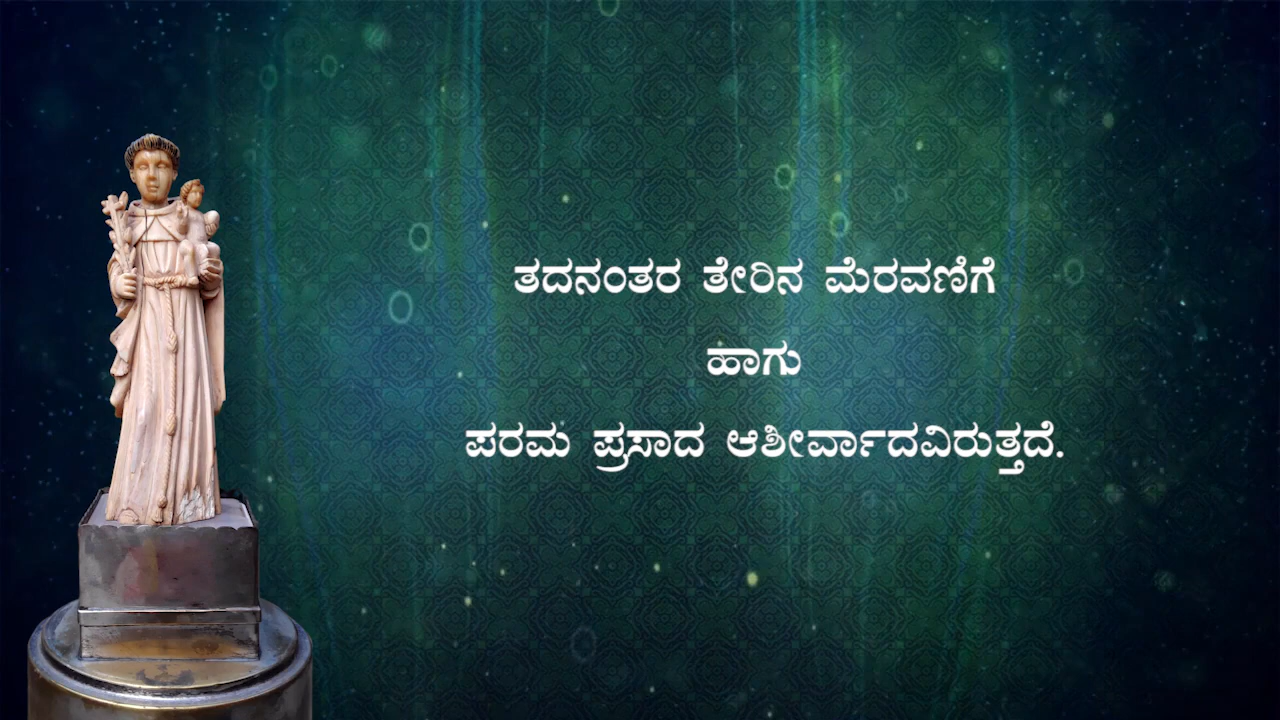 ತದನಂತರ ತೇರಿನ ಮೆರವಣಿಗೆ
ಹಾಗು
ಪರಮ ಪ್ರಸಾದ ಆಶೀರ್ವಾದವಿರುತ್ತದೆ.